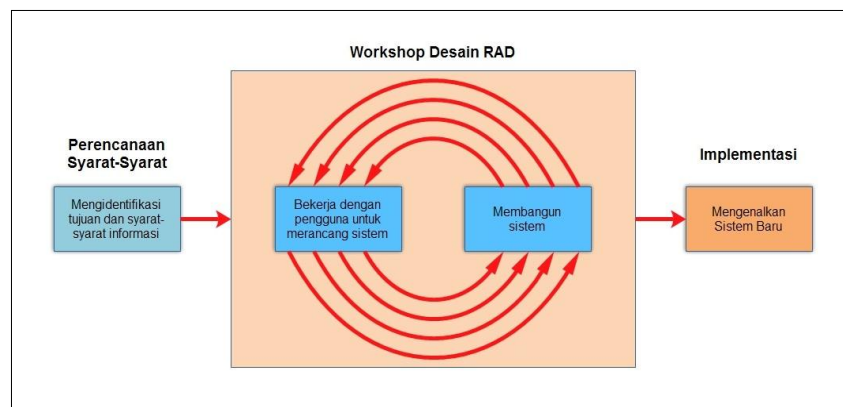 Workshop Desain RAD
Perencanaan
Syarat-Syarat
Mengidentifikasi
tujuan dan syarat-
syarat informasi
Bekerja dengan
pengguna untuk
merancang sistem
Membangun
sistem
Implementasi
Mengenalkan
Sistem Baru